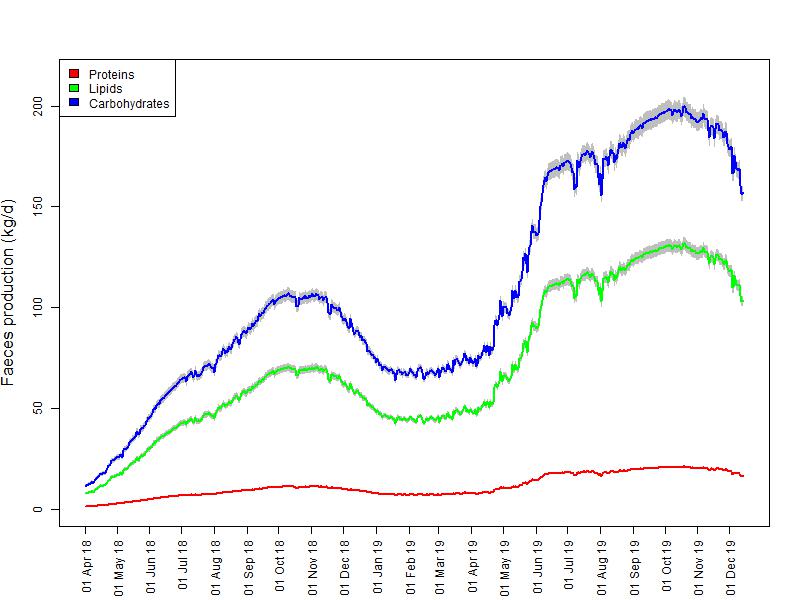 Proteins
Lipids
Carbohydrates
Faeces production (kg/d)
200
150
100
50
0
01 Apr 18
01 May 18
01 Jun 18
01 Jul 18
01 Aug 18
01 Sep 18
01 Oct 18
01 Nov 18
01 Dec 18
01 Jan 19
01 Feb 19
01 Mar 19
01 Apr 19
01 May 19
01 Jun 19
01 Jul 19
01 Aug 19
01 Sep 19
01 Oct 19
01 Nov 19
01 Dec 19